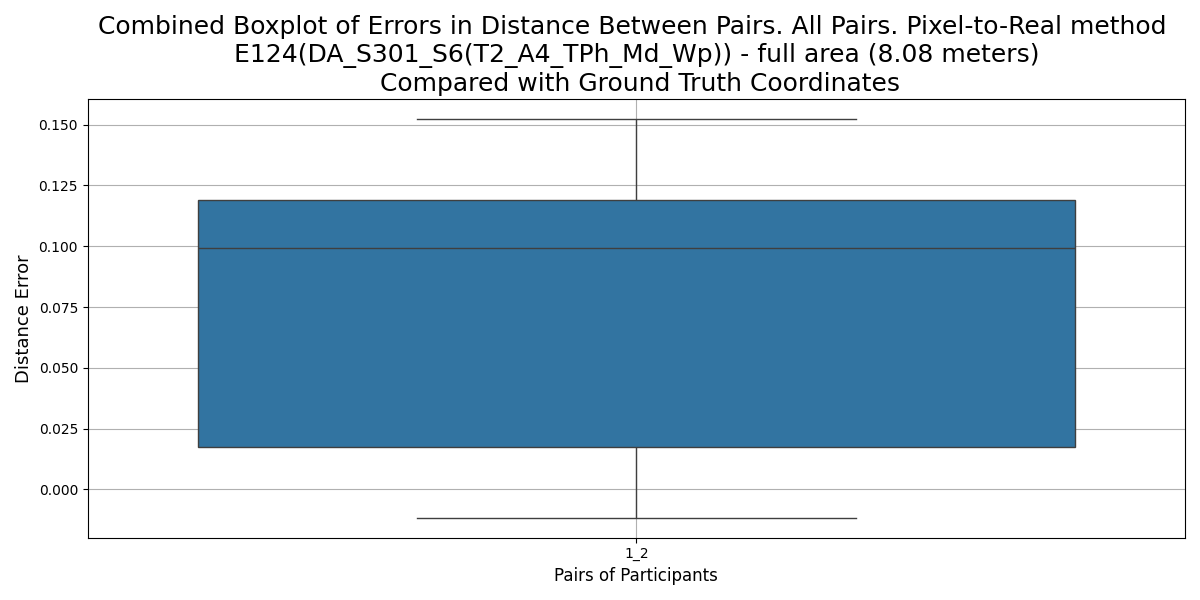 Combined Boxplot of Errors in Distance Between Pairs. All Pairs. Pixel-to-Real method
E124(DA_S301_S6(T2_A4_TPh_Md_Wp)) - full area (8.08 meters)
Compared with Ground Truth Coordinates
0.150
0.125
0.100
0.075
0.050
0.025
0.000
Distance Error
1_2
Pairs of Participants